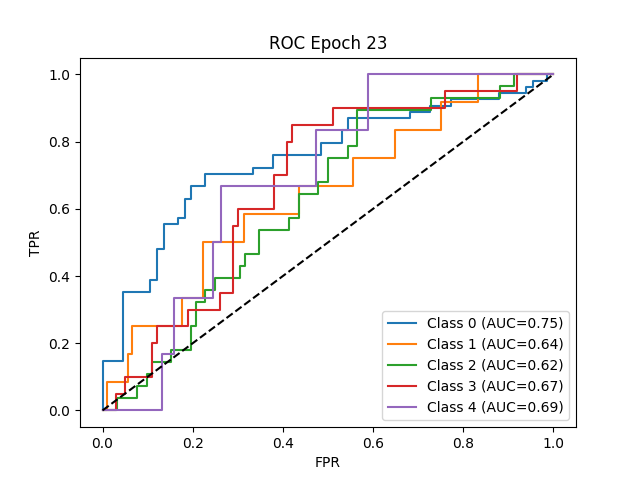 ROC Epoch 23
TPR
1.0
0.8
0.6
0.4
0.2
0.0
Class 0 (AUC=0.75)
Class 1 (AUC=0.64)
Class 2 (AUC=0.62)
Class 3 (AUC=0.67)
Class 4 (AUC=0.69)
0.0 0.2 0.4 0.6 0.8 1.0
FPR